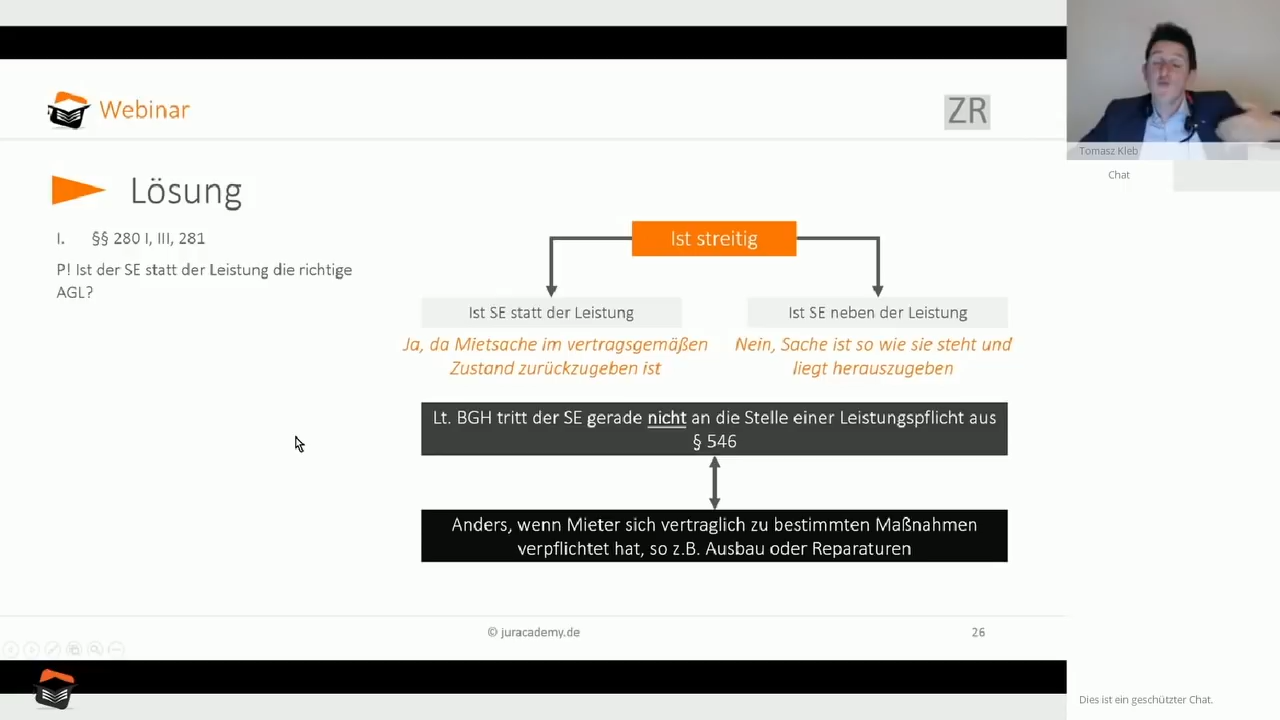 Webinar
ZR
Tomasz Kleb
Chat
Lösung
I. §§ 280 I, III, 281
P! Ist der SE statt der Leistung die richtige
AGL?
Ist streitig
Ist SE statt der Leistung
Ist SE neben der Leistung
Ja, da Mietsache im vertragsgemäßen
Zustand zurückzugeben ist
Nein, Sache ist so wie sie steht und
liegt herauszugeben
Lt. BGH tritt der SE gerade nicht an die Stelle einer Leistungspflicht aus
§ 546
Anders, wenn Mieter sich vertraglich zu bestimmten Maßnahmen
verpflichtet hat, so z.B. Ausbau oder Reparaturen
© juracademy.de
26
Dies ist ein geschützter Chat.